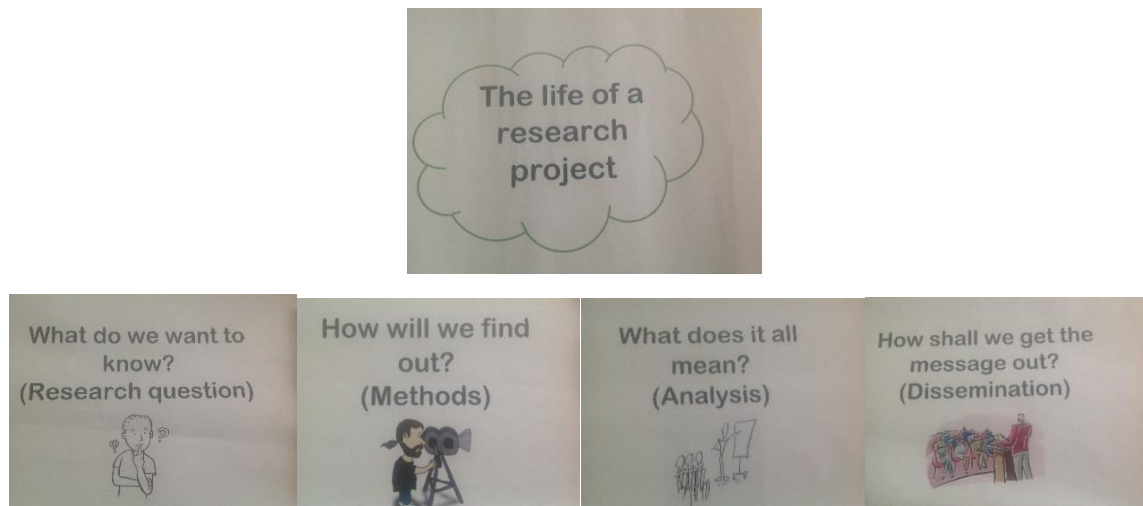 The life of a
research
project
What do we want to
know?
(Research question)
? ?
How will we find
out?
(Methods)
What does it all
mean?
(Analysis)
How shall we get the
message out?
(Dissemination)